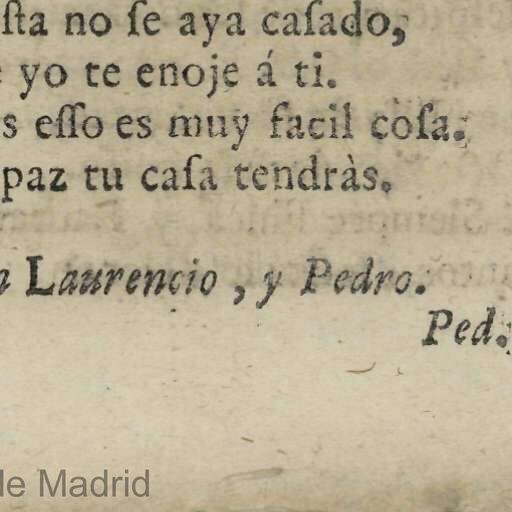 sta no ſe aya caſado,
yo te enoje á ti.
s eſſo es muy facil coſa.
paz tu caſa tendràs.
Laurencio, y Pedro.
Ped.
de Madrid